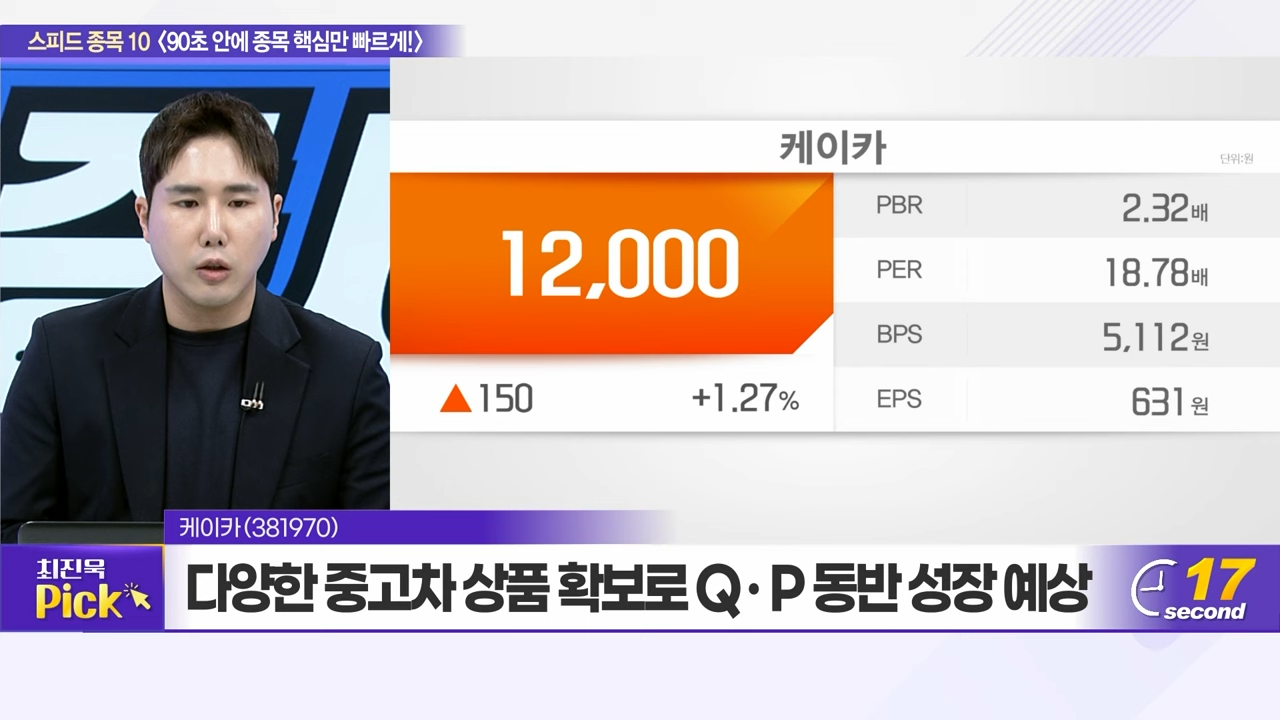 스피드 종목 10 〈90초 안에 종목 핵심만 빠르게!〉
케이카
단위:원
12,000
▲150 +1.27%
PBR 2.32배
PER 18.78배
BPS 5,112원
EPS 631원
케이카(381970)
최진욱
Pick
다양한 중고차 상품 확보로 Q·P 동반 성장 예상
17
second